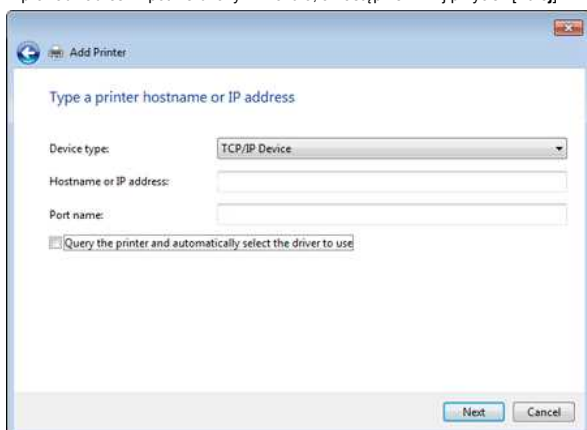 Add Printer
Type a printer hostname or IP address
Device type:
TCP/IP Device
Hostname or IP address:
Port name:
Query the printer and automatically select the driver to use
Next
Cancel